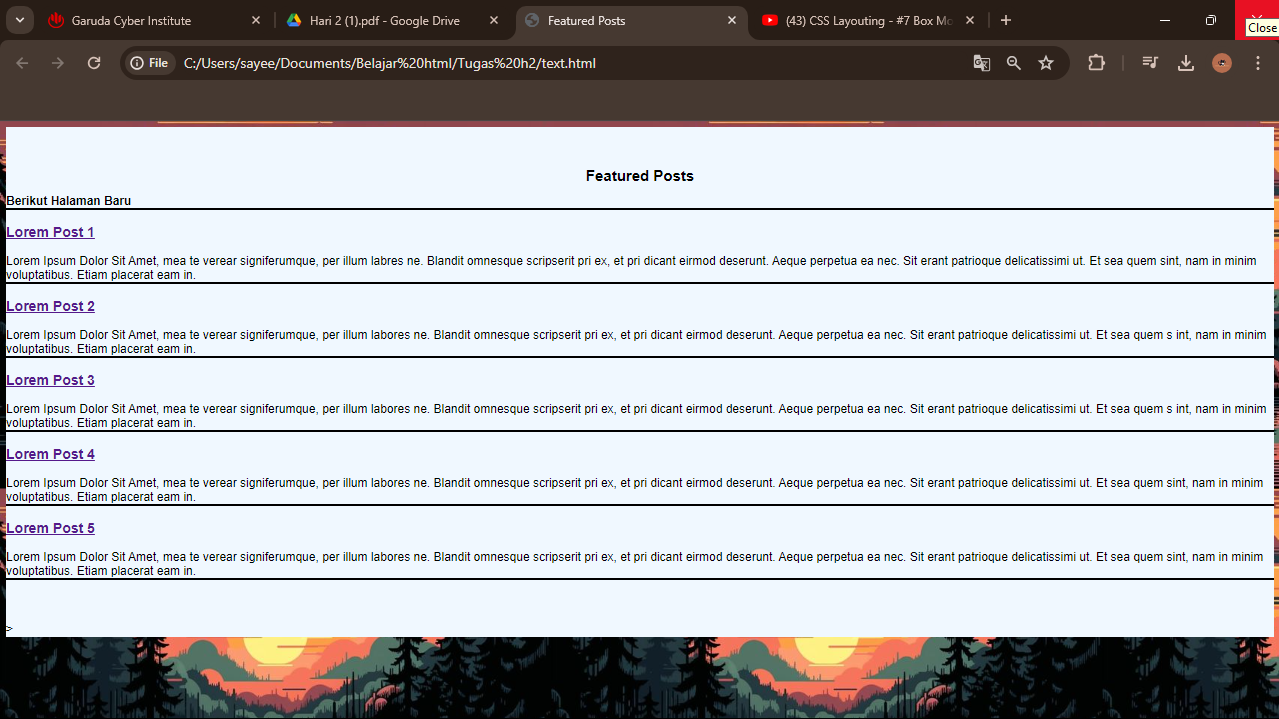 Garuda Cyber Institute
Hari 2 (1).pdf - Google Drive
Featured Posts
(43) CSS Layouting - #7 Box Mo
Close
File
C:/Users/sayee/Documents/Belajar%20html/Tugas%20h2/text.html
Featured Posts
Berikut Halaman Baru
Lorem Post 1
Lorem Ipsum Dolor Sit Amet, mea te verear signiferumque, per illum labres ne. Blandit omnesque scripserit pri ex, et pri dicant eirmod deserunt. Aeque perpetua ea nec. Sit erant patrioque delicatissimi ut. Et sea quem sint, nam in minim
voluptatibus. Etiam placerat eam in.
Lorem Post 2
Lorem Ipsum Dolor Sit Amet, mea te verear signiferumque, per illum labores ne. Blandit omnesque scripserit pri ex, et pri dicant eirmod deserunt. Aeque perpetua ea nec. Sit erant patrioque delicatissimi ut. Et sea quem s int, nam in minim
voluptatibus. Etiam placerat eam in.
Lorem Post 3
Lorem Ipsum Dolor Sit Amet, mea te verear signiferumque, per illum labores ne. Blandit omnesque scripserit pri ex, et pri dicant eirmod deserunt. Aeque perpetua ea nec. Sit erant patrioque delicatissimi ut. Et sea quem s int, nam in minim
voluptatibus. Etiam placerat eam in.
Lorem Post 4
Lorem Ipsum Dolor Sit Amet, mea te verear signiferumque, per illum labores ne. Blandit omnesque scripserit pri ex, et pri dicant eirmod deserunt. Aeque perpetua ea nec. Sit erant patrioque delicatissimi ut. Et sea quem sint, nam in minim
voluptatibus. Etiam placerat eam in.
Lorem Post 5
Lorem Ipsum Dolor Sit Amet, mea te verear signiferumque, per illum labores ne. Blandit omnesque scripserit pri ex, et pri dicant eirmod deserunt. Aeque perpetua ea nec. Sit erant patrioque delicatissimi ut. Et sea quem sint, nam in minim
voluptatibus. Etiam placerat eam in.
>